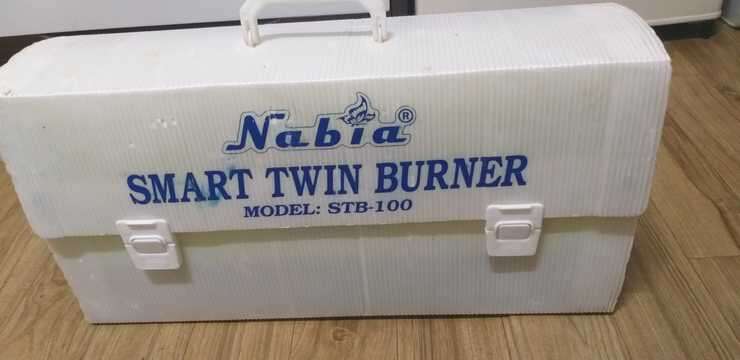 Nabia®
SMART TWIN BURNER
MODEL: STB-100